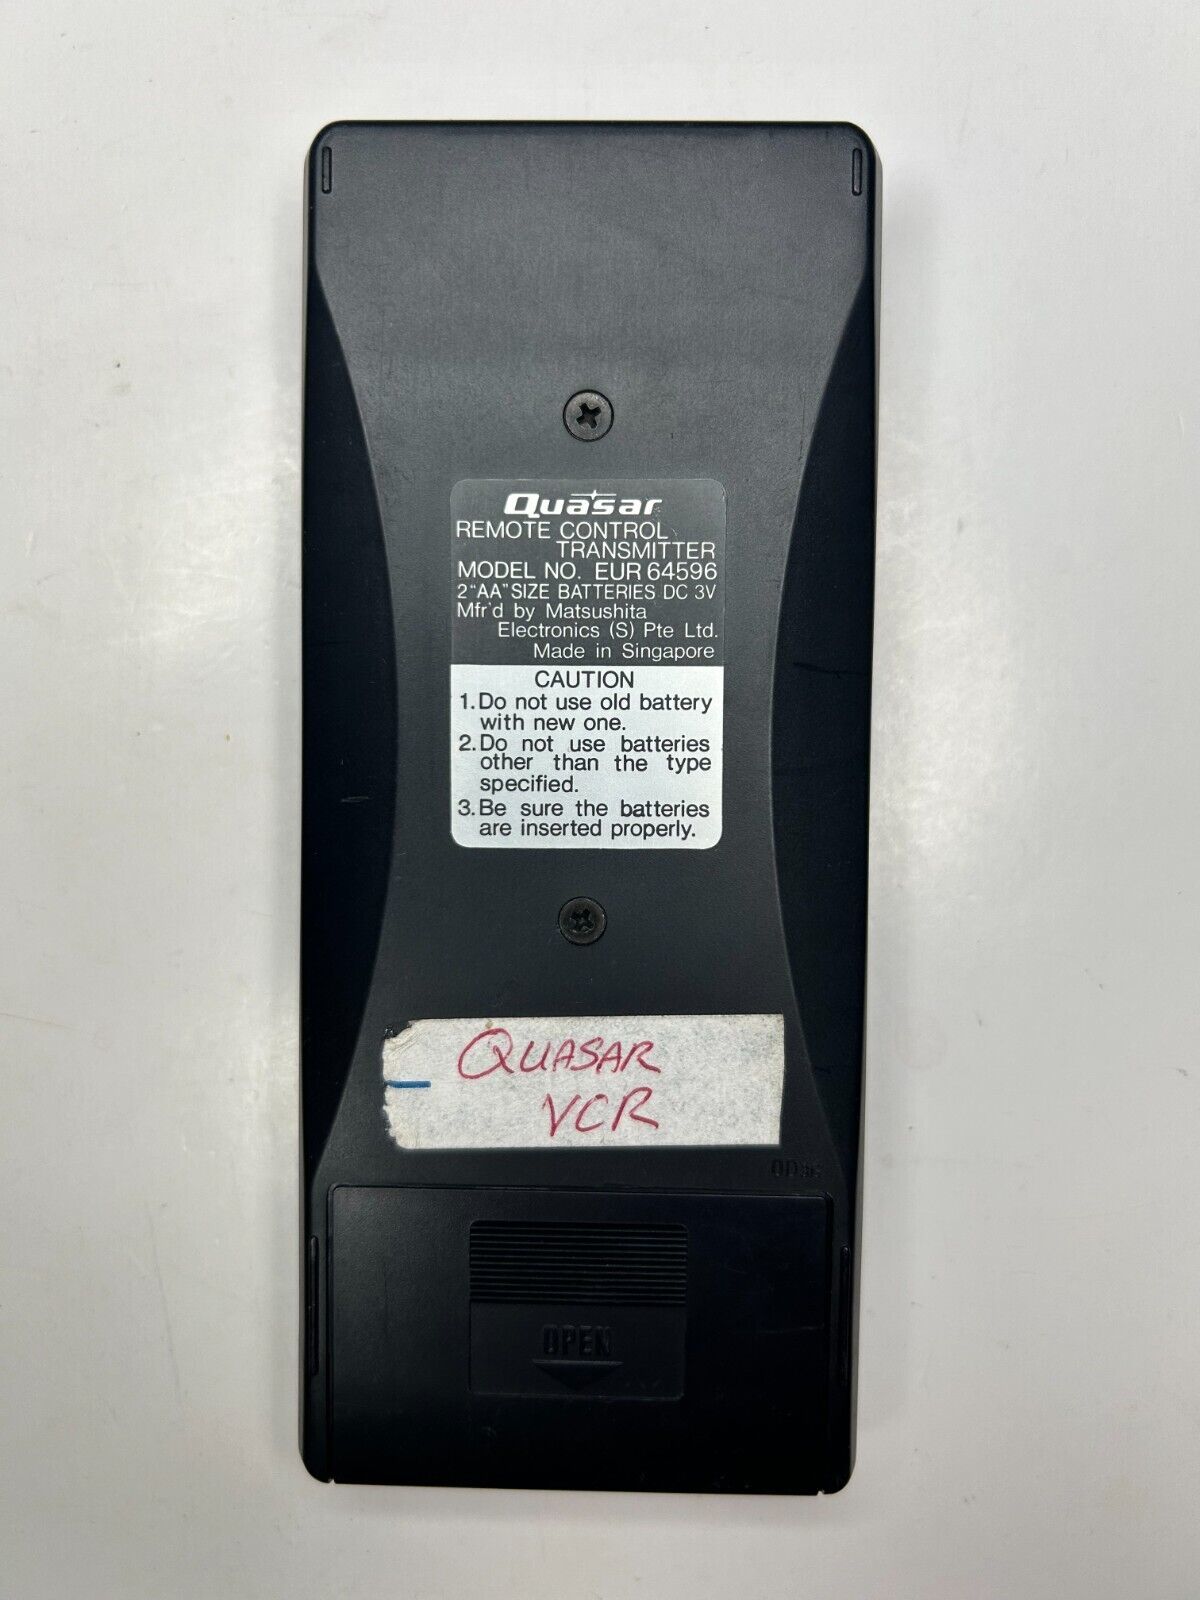 Quasar
REMOTE CONTROL
TRANSMITTER
MODEL NO. EUR 64596
2 "AA" SIZE BATTERIES DC 3V
Mfr'd by Matsushita
Electronics (S) Pte Ltd.
Made in Singapore
CAUTION
1. Do not use old battery
with new one.
2. Do not use batteries
other than the type
specified.
3. Be sure the batteries
are inserted properly.
QUASAR
VCR
OPEN